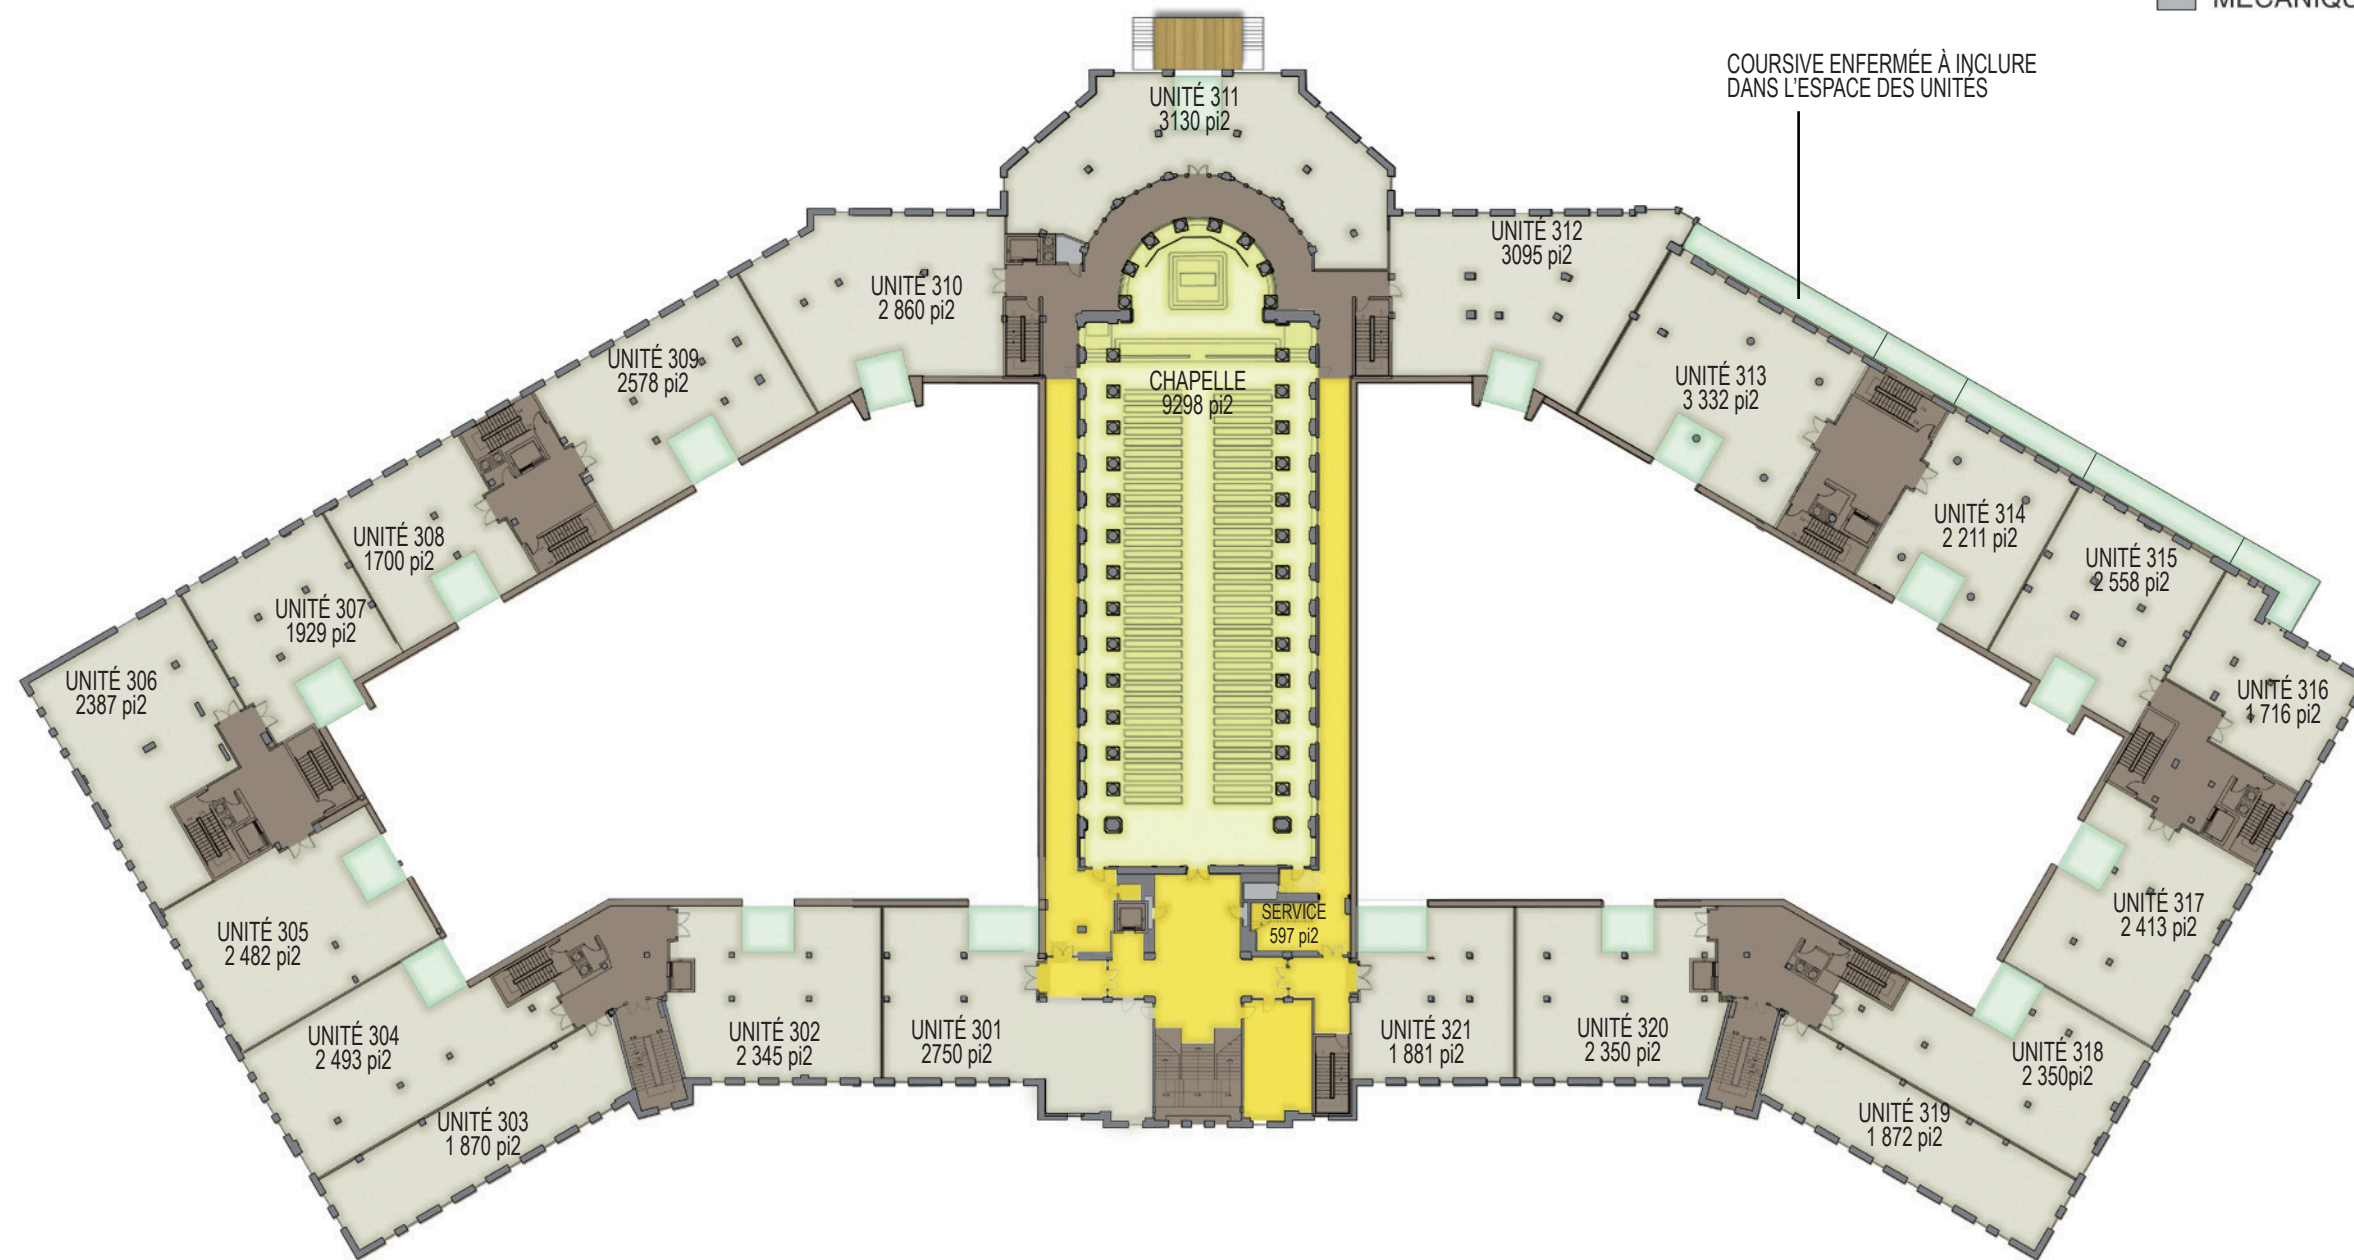 COURSIVE ENFERMÉE À INCLURE
DANS L'ESPACE DES UNITÉS
UNITÉ 311
3130 pi2
UNITÉ 312
3095 pi2
UNITÉ 310
2 860 pi2
UNITÉ 309
2578 pi2
CHAPELLE
9298 pi2
UNITÉ 313
3 332 pi2
UNITÉ 308
1700 pi2
UNITÉ 314
2 211 pi2
UNITÉ 315
2 558 pi2
UNITÉ 307
1929 pi2
UNITÉ 306
2387 pi2
UNITÉ 316
1 716 pi2
UNITÉ 305
2 482 pi2
SERVICE
597 pi2
UNITÉ 317
2 413 pi2
UNITÉ 304
2 493 pi2
UNITÉ 302
2 345 pi2
UNITÉ 301
2750 pi2
UNITÉ 321
1 881 pi2
UNITÉ 320
2 350 pi2
UNITÉ 318
2 350pi2
UNITÉ 303
1 870 pi2
UNITÉ 319
1 872 pi2